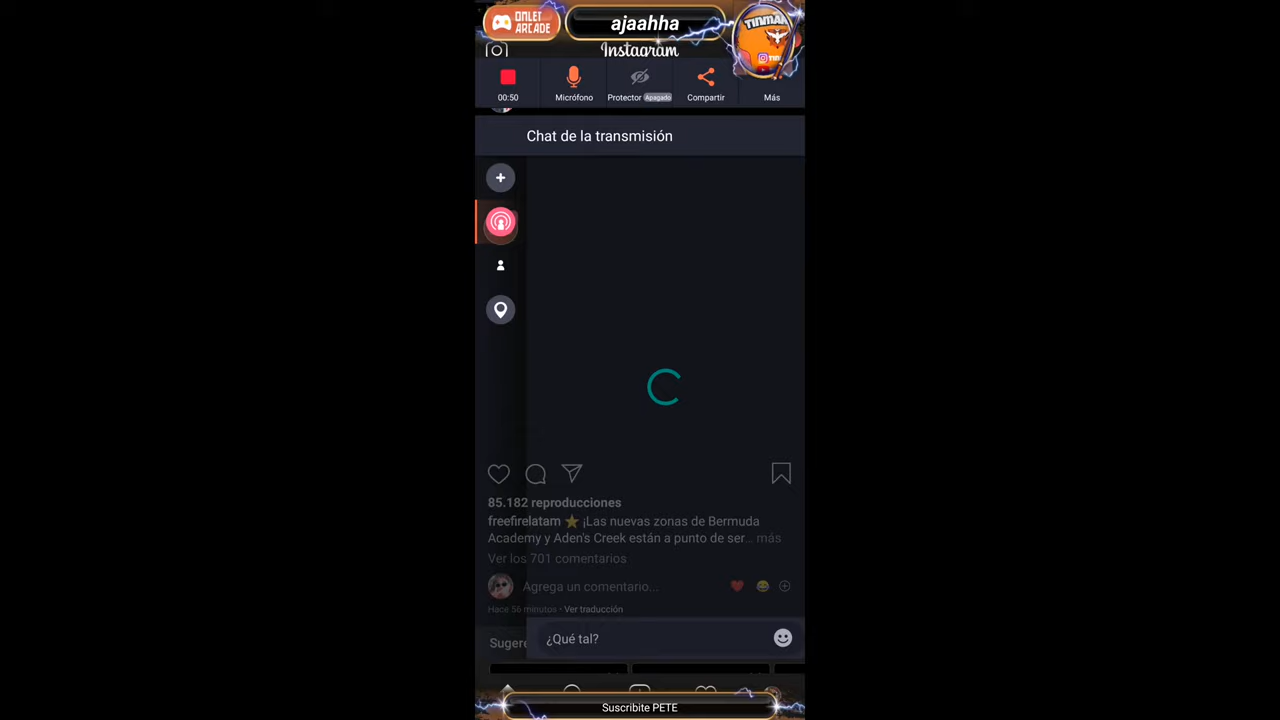 OMLET
ARCADE
ajaahha
TINMAN
Instagram
00:50
Micrófono
Protector Apagado
Compartir
Más
Chat de la transmisión
85.182 reproducciones
freefirelatam ⭐ ¡Las nuevas zonas de Bermuda
Academy y Aden's Creek están a punto de ser... más
Ver los 701 comentarios
Agrega un comentario...
Hace 56 minutos • Ver traducción
¿Qué tal?
Sugere
Suscribite PETE